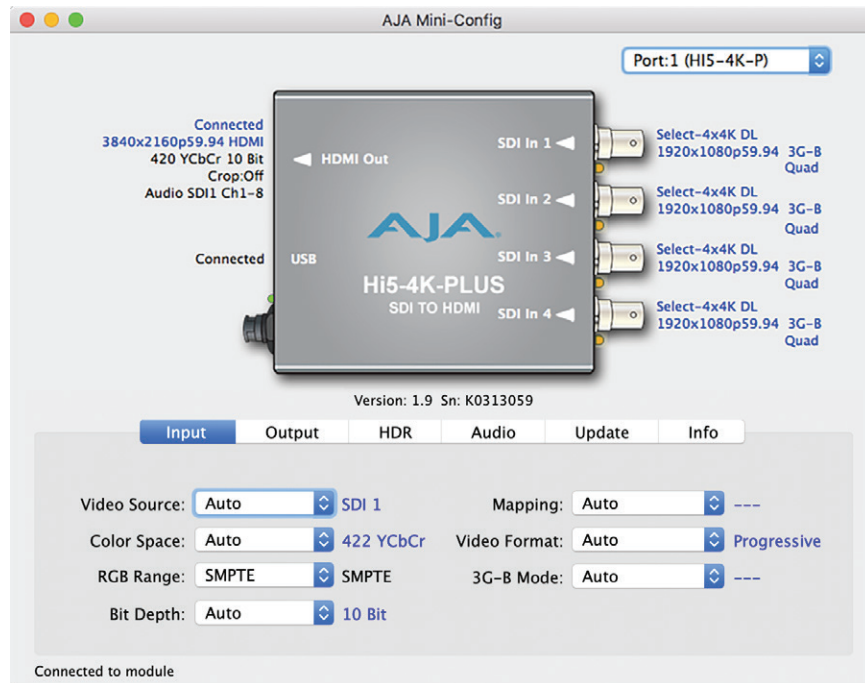 AJA Mini-Config
Port:1 (HI5-4K-P)
Connected
3840x2160p59.94 HDMI
420 YCbCr 10 Bit
Crop:Off
Audio SDI1 Ch1-8
Connected
HDMI Out
USB
AJA
Hi5-4K-PLUS
SDI TO HDMI
SDI In 1
SDI In 2
SDI In 3
SDI In 4
Select-4x4K DL
1920x1080p59.94 3G-B
Quad
Select-4x4K DL
1920x1080p59.94 3G-B
Quad
Select-4x4K DL
1920x1080p59.94 3G-B
Quad
Select-4x4K DL
1920x1080p59.94 3G-B
Quad
Version: 1.9 Sn: K0313059
Input Output HDR Audio Update Info
Video Source: Auto SDI 1
Color Space: Auto 422 YCbCr
RGB Range: SMPTE SMPTE
Bit Depth: Auto 10 Bit
Mapping: Auto ---
Video Format: Auto Progressive
3G-B Mode: Auto ---
Connected to module